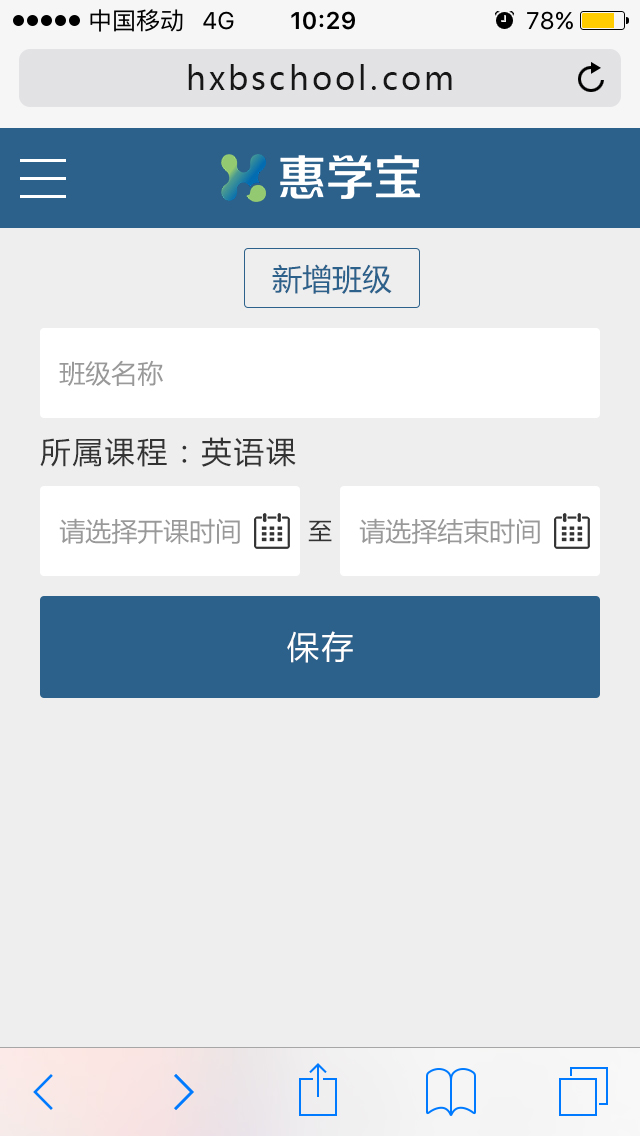 中国移动 4G 10:29 78%
hxbschool.com
惠学宝
新增班级
班级名称
所属课程：英语课
请选择开课时间 至 请选择结束时间
保存